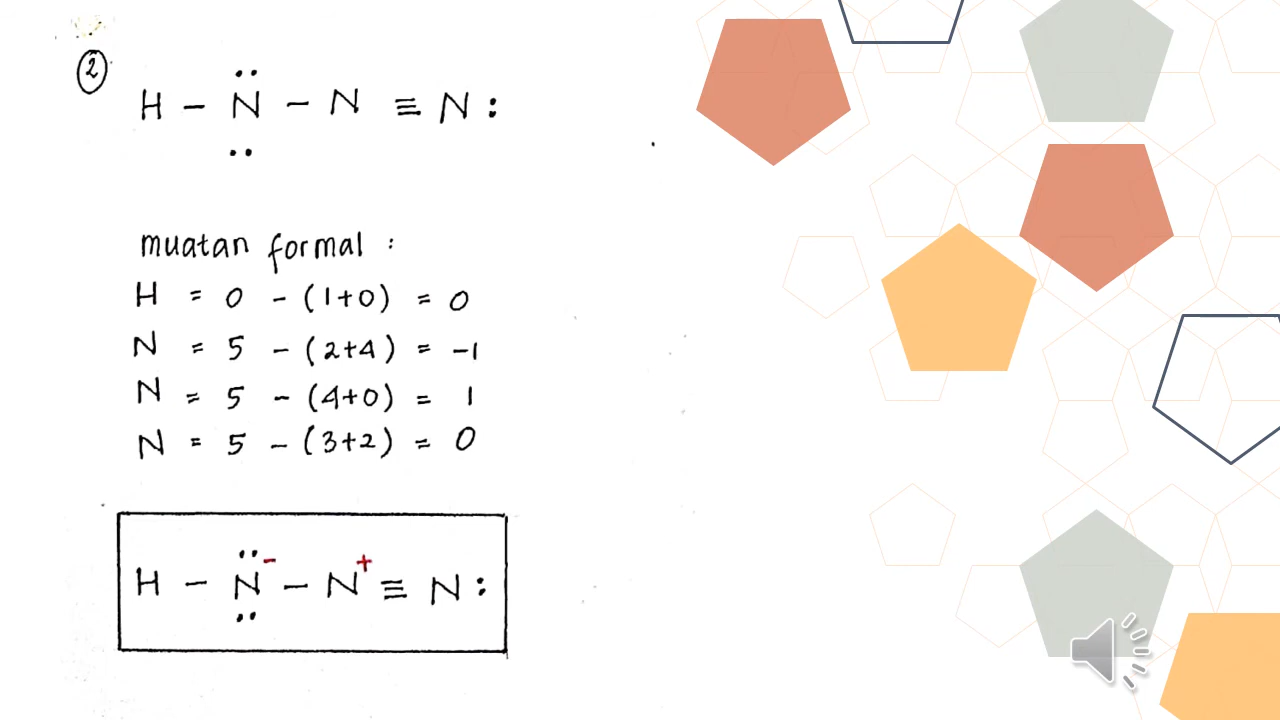 ②
H – N̤̈ – N ≡ N :
muatan formal :
H = 0 - (1+0) = 0
N = 5 - (2+4) = -1
N = 5 - (4+0) = 1
N = 5 - (3+2) = 0
H – N̤̈⁻ – N⁺ ≡ N :